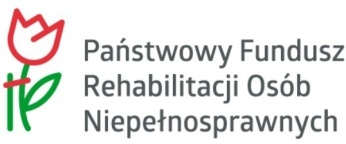 Państwowy Fundusz
Rehabilitacji Osób
Niepełnosprawnych